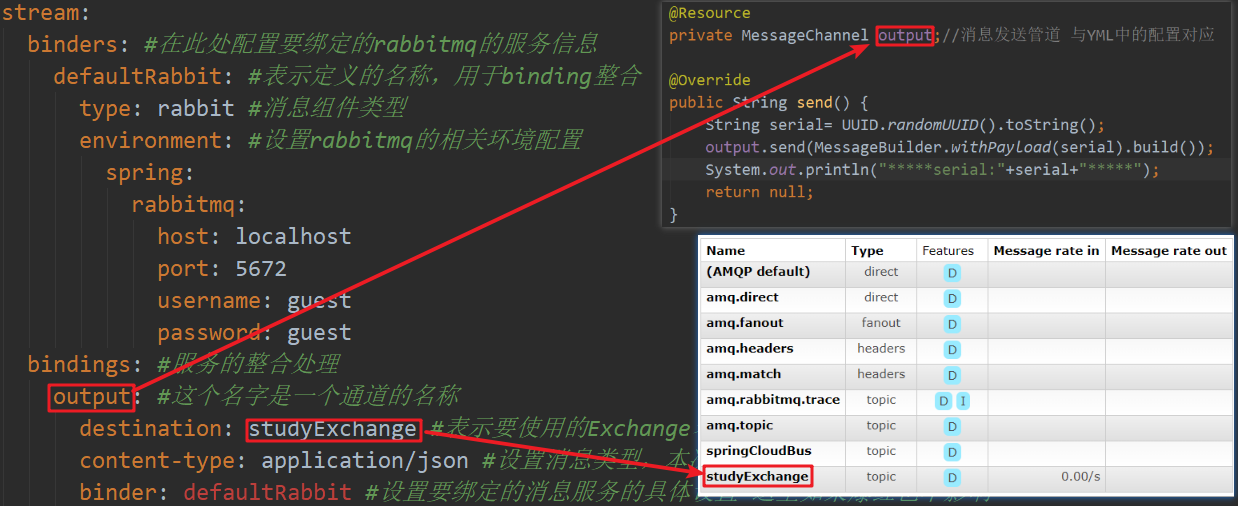 stream:
binders: #在此处配置要绑定的rabbitmq的服务信息
defaultRabbit: #表示定义的名称，用于binding整合
type: rabbit #消息组件类型
environment: #设置rabbitmq的相关环境配置
spring:
rabbitmq:
host: localhost
port: 5672
username: guest
password: guest
bindings: #服务的整合处理
output: #这个名字是一个通道的名称
destination: studyExchange #表示要使用的Exchange
content-type: application/json #设置消息类型，本
binder: defaultRabbit #设置要绑定的消息服务的具体设置
@Resource
private MessageChannel output;//消息发送管道 与YML中的配置对应
@Override
public String send() {
String serial= UUID.randomUUID().toString();
output.send(MessageBuilder.withPayload(serial).build());
System.out.println("*****serial:"+serial+"*****");
return null;
}
Name Type Features Message rate in Message rate out
(AMQP default) direct D
amq.direct direct D
amq.fanout fanout D
amq.headers headers D
amq.match headers D
amq.rabbitmq.trace topic D I
amq.topic topic D
springCloudBus topic D
studyExchange topic D 0.00/s